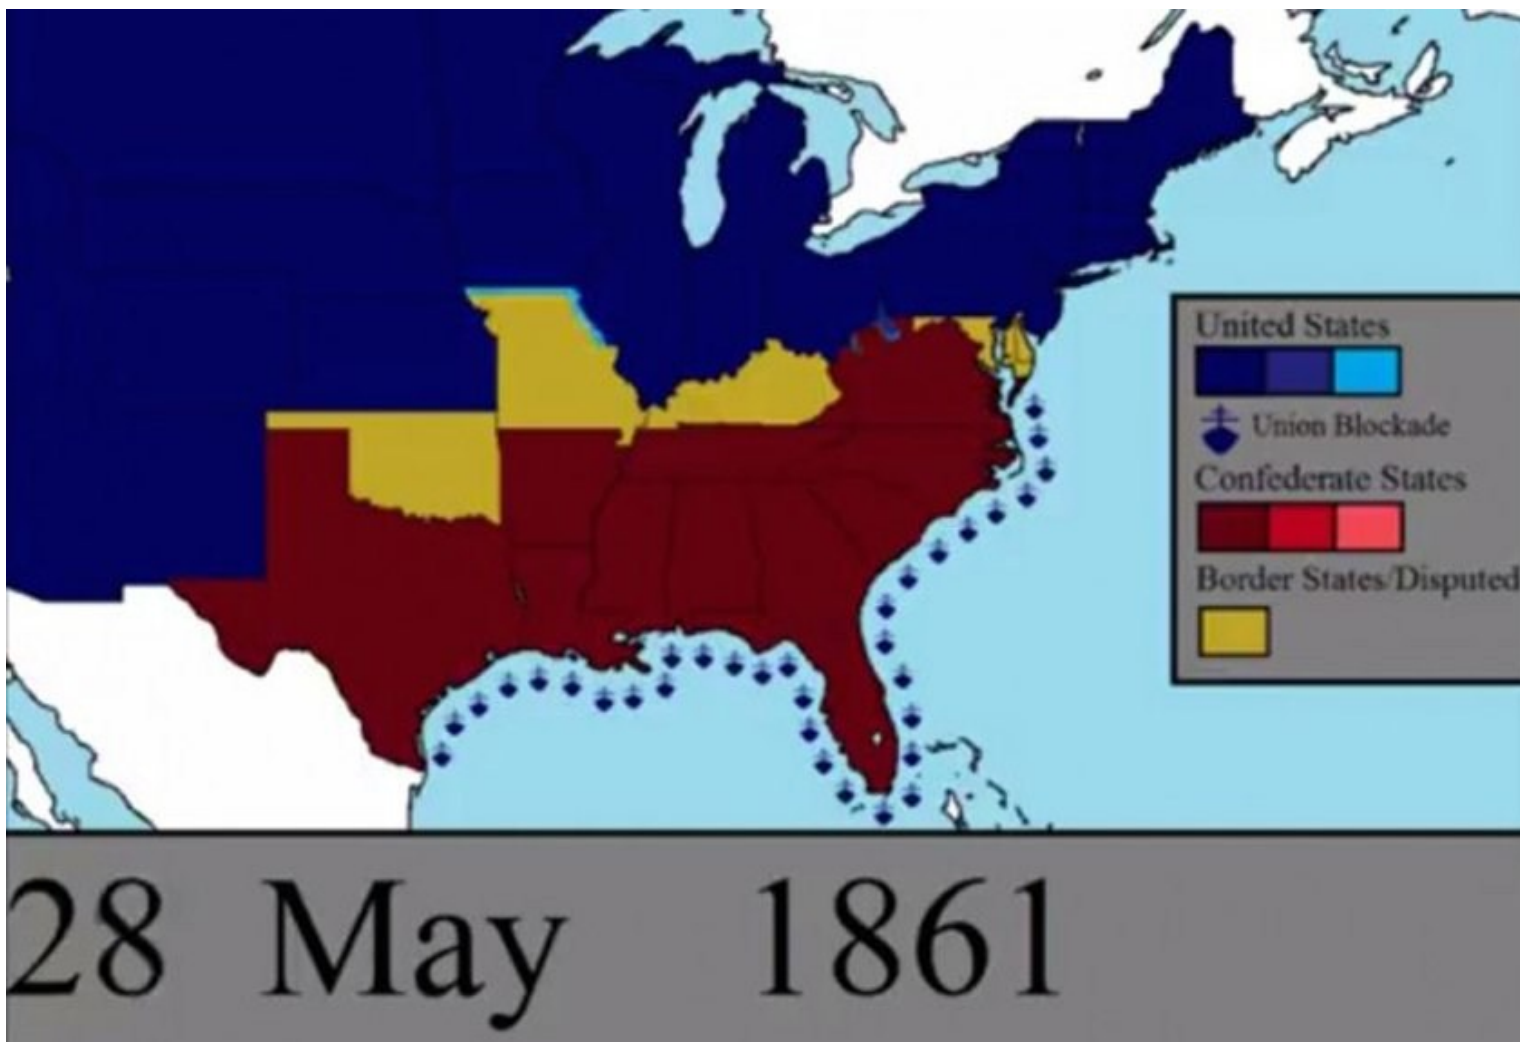 United States
Union Blockade
Confederate States
Border States/Disputed
28 May 1861